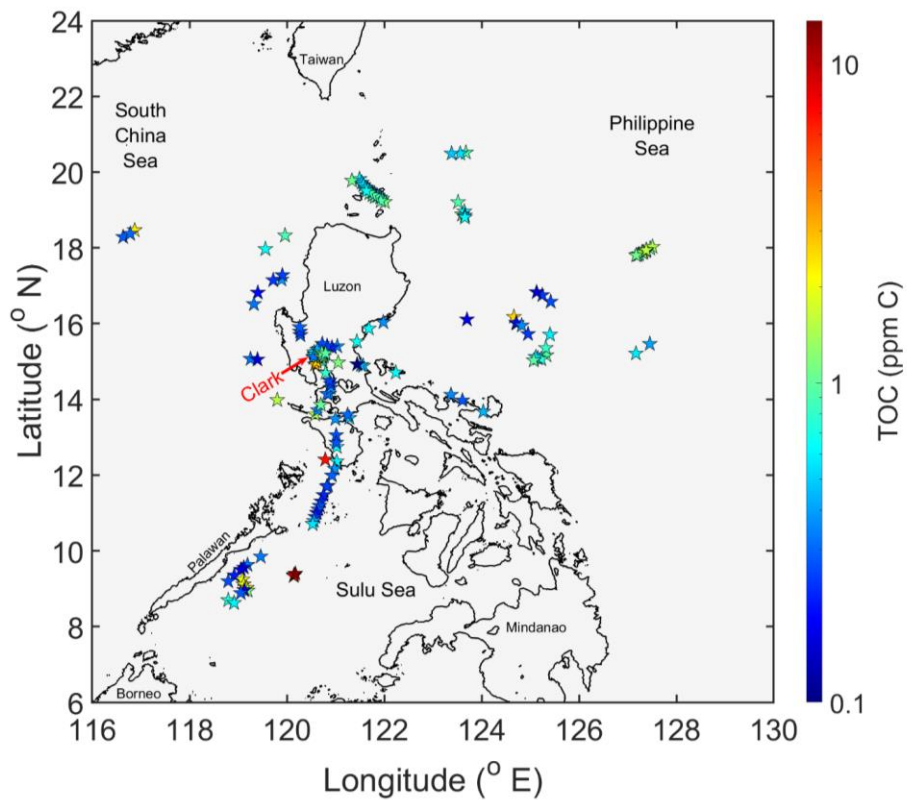 24
22
20
18
16
14
12
10
8
6
Latitude (° N)
116
118
120
122
124
126
128
130
Longitude (° E)
Taiwan
South
China
Sea
Philippine
Sea
Luzon
Clark
Palawan
Sulu Sea
Mindanao
Borneo
10
1
0.1
TOC (ppm C)